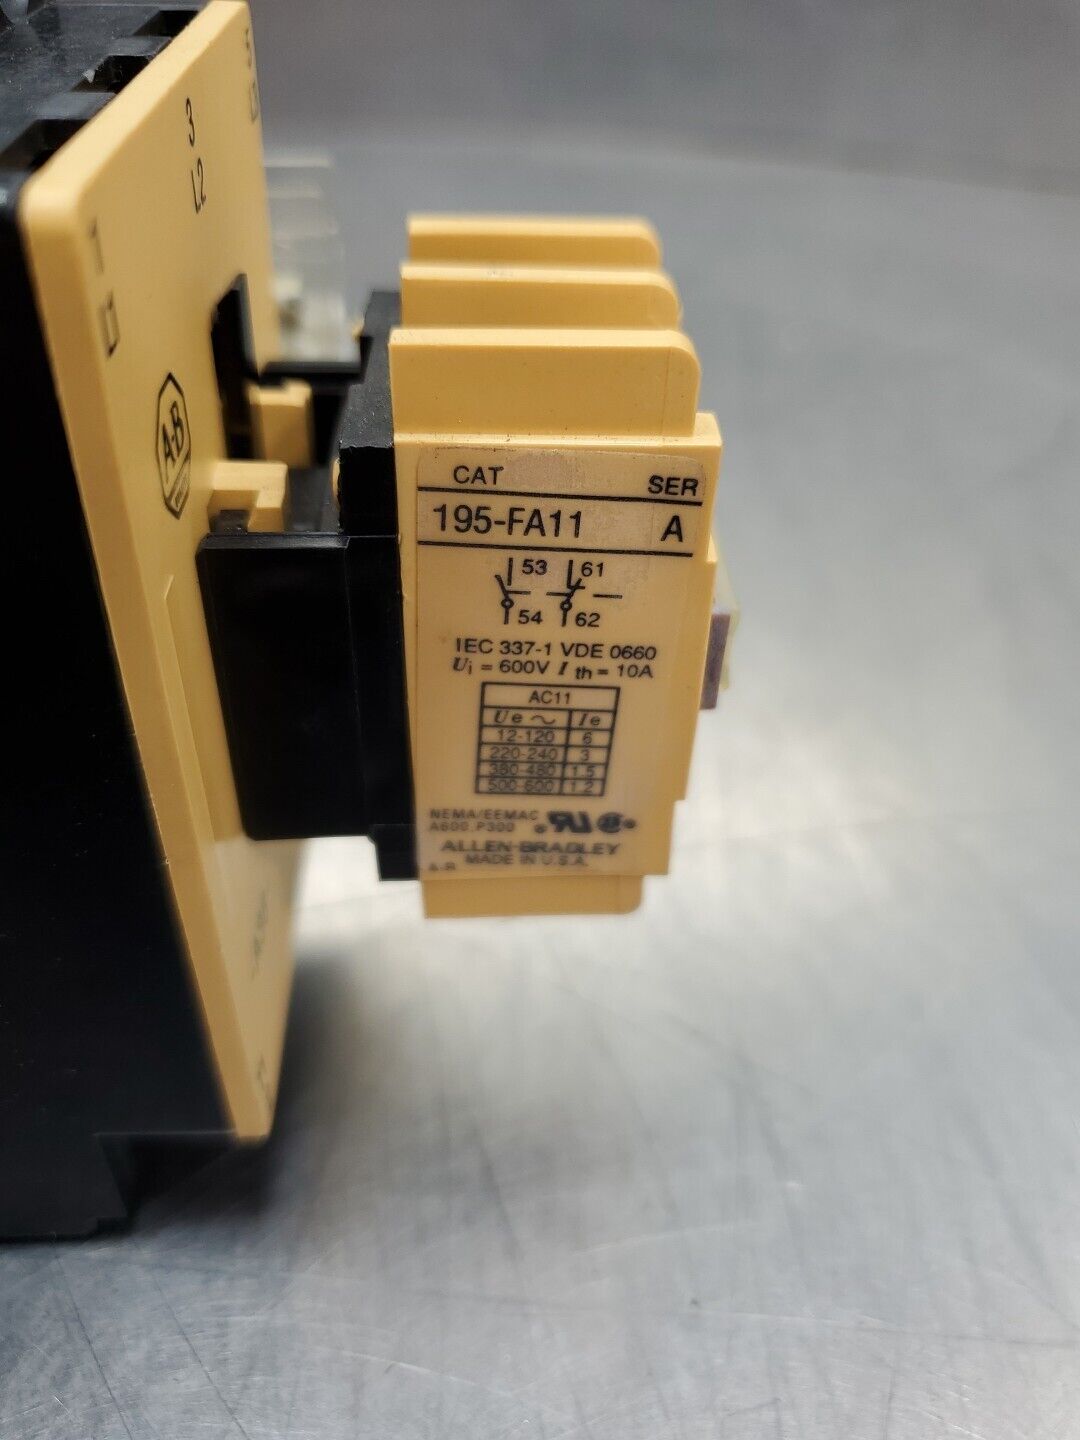 5
3
L2
1
A-B
CAT SER
195-FA11 A
53 61
54 62
IEC 337-1 VDE 0660
Ui = 600V I th = 10A
AC11
Ue ~ Ie
12-120 6
220-240 3
380-480 1.5
500-600 1.2
NEMA/EEMAC
A600, P300
ALLEN-BRADLEY
MADE IN U.S.A.
A-B